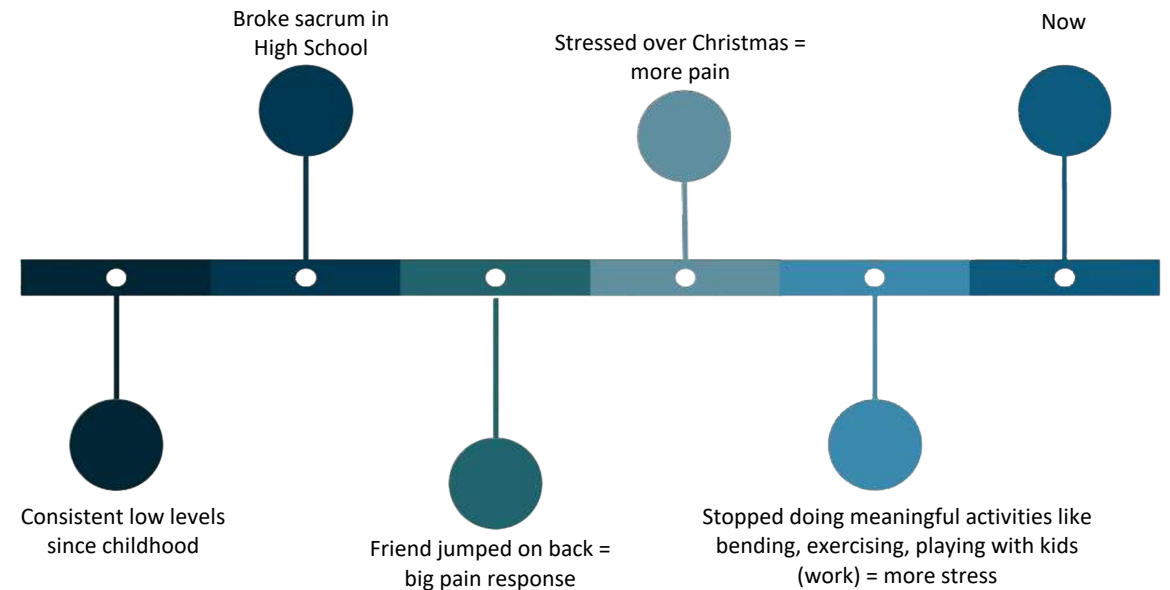 Broke sacrum in
High School
Stressed over Christmas =
more pain
Now
Consistent low levels
since childhood
Friend jumped on back =
big pain response
Stopped doing meaningful activities like
bending, exercising, playing with kids
(work) = more stress